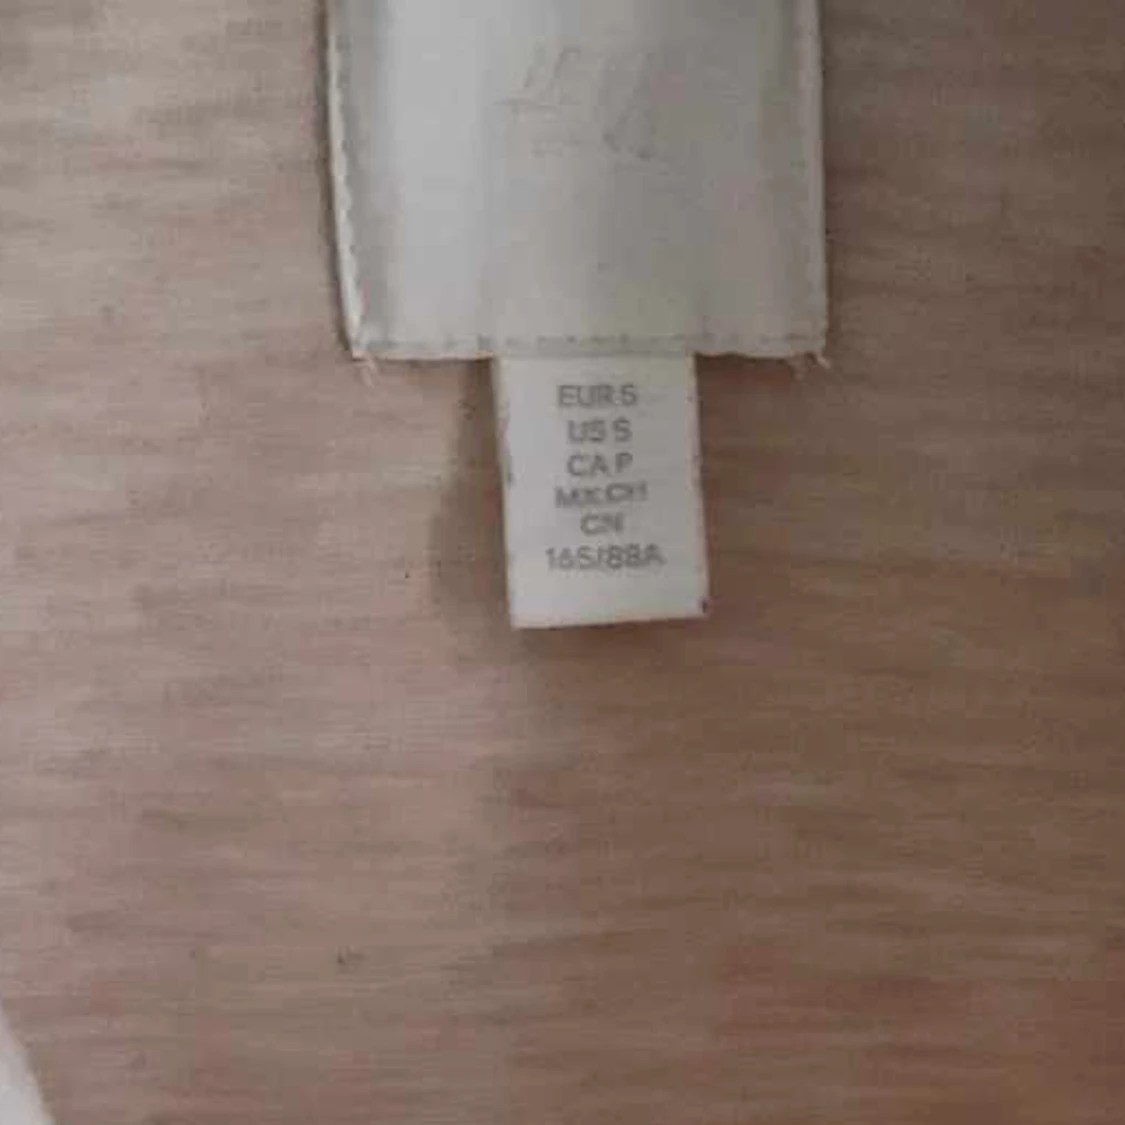 EUR S
US S
CA P
MX CH
CN
165/88A